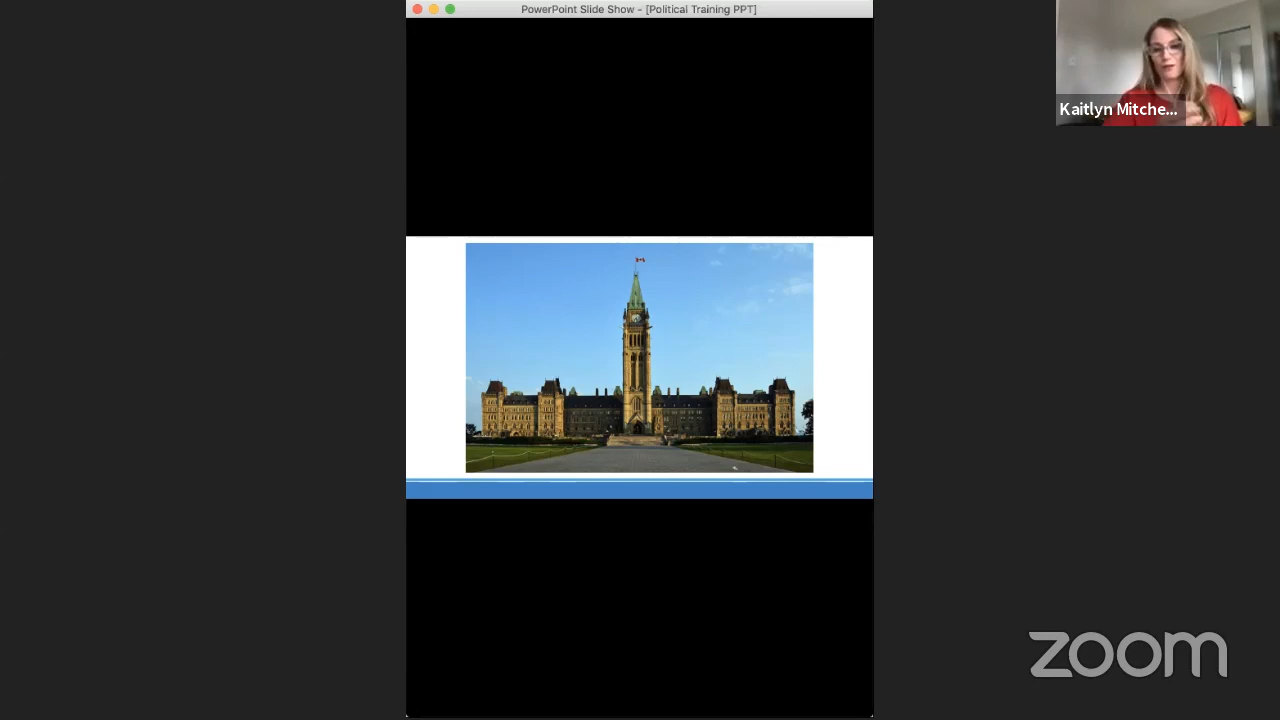 PowerPoint Slide Show - [Political Training PPT]
Kaitlyn Mitche...
zoom